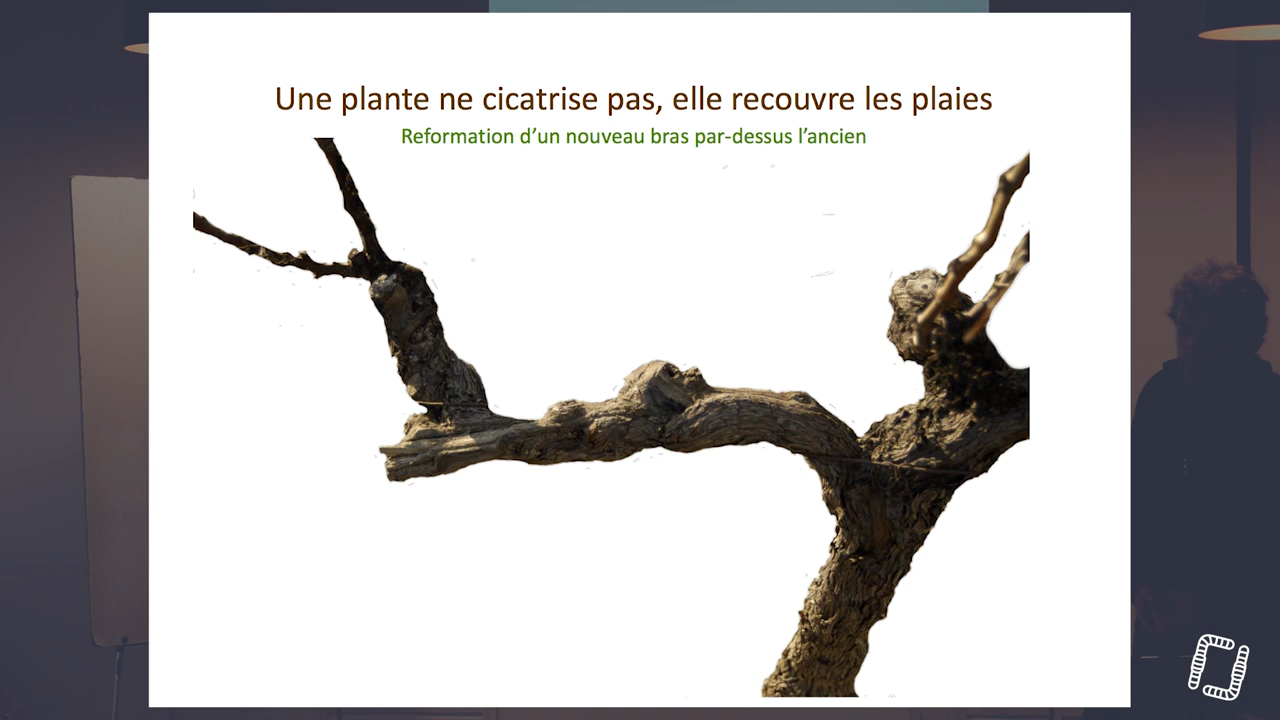 Une plante ne cicatrise pas, elle recouvre les plaies
Reformation d'un nouveau bras par-dessus l'ancien